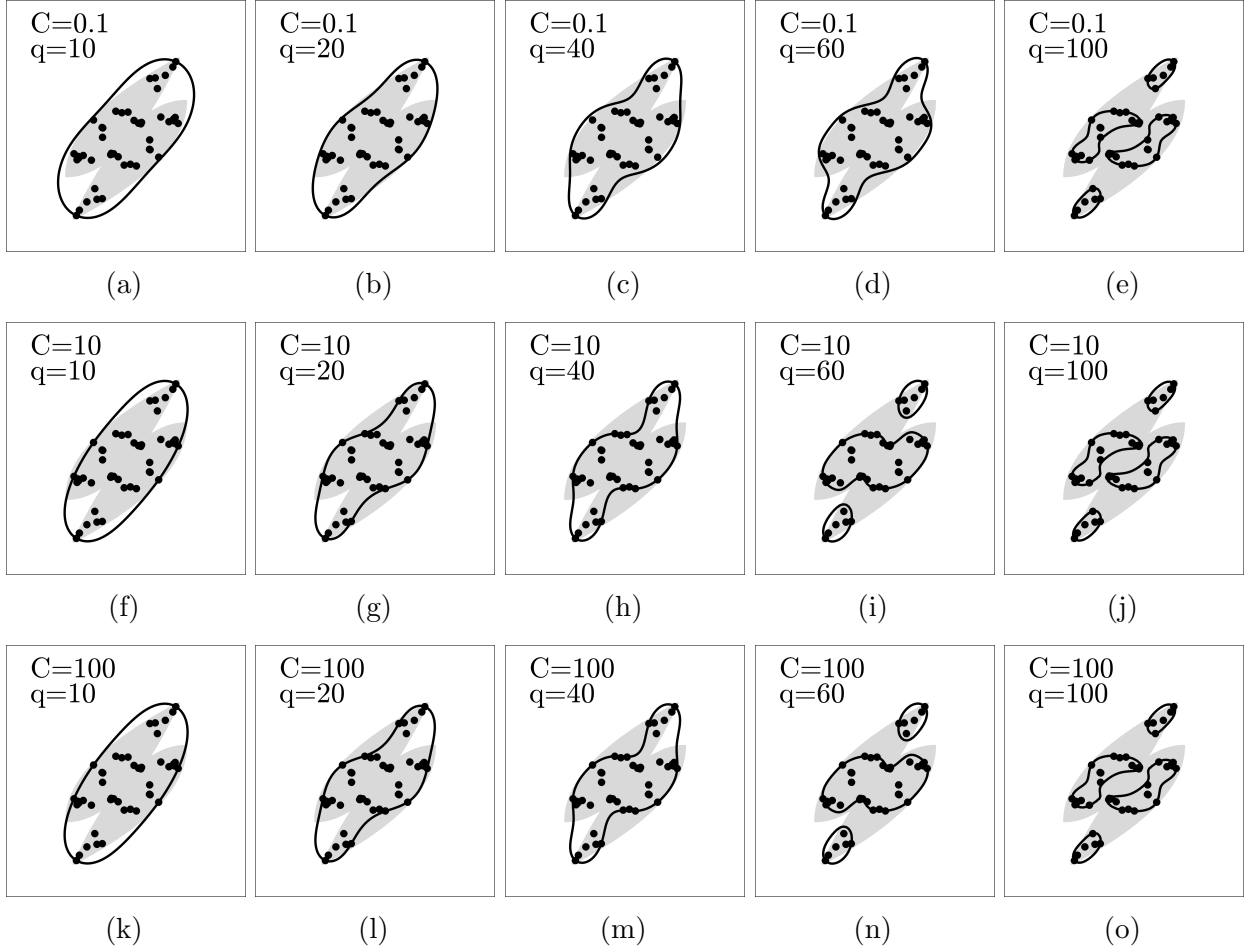 C=0.1
q=10
C=0.1
q=20
C=0.1
q=40
C=0.1
q=60
C=0.1
q=100
(a)
(b)
(c)
(d)
(e)
C=10
q=10
C=10
q=20
C=10
q=40
C=10
q=60
C=10
q=100
(f)
(g)
(h)
(i)
(j)
C=100
q=10
C=100
q=20
C=100
q=40
C=100
q=60
C=100
q=100
(k)
(l)
(m)
(n)
(o)